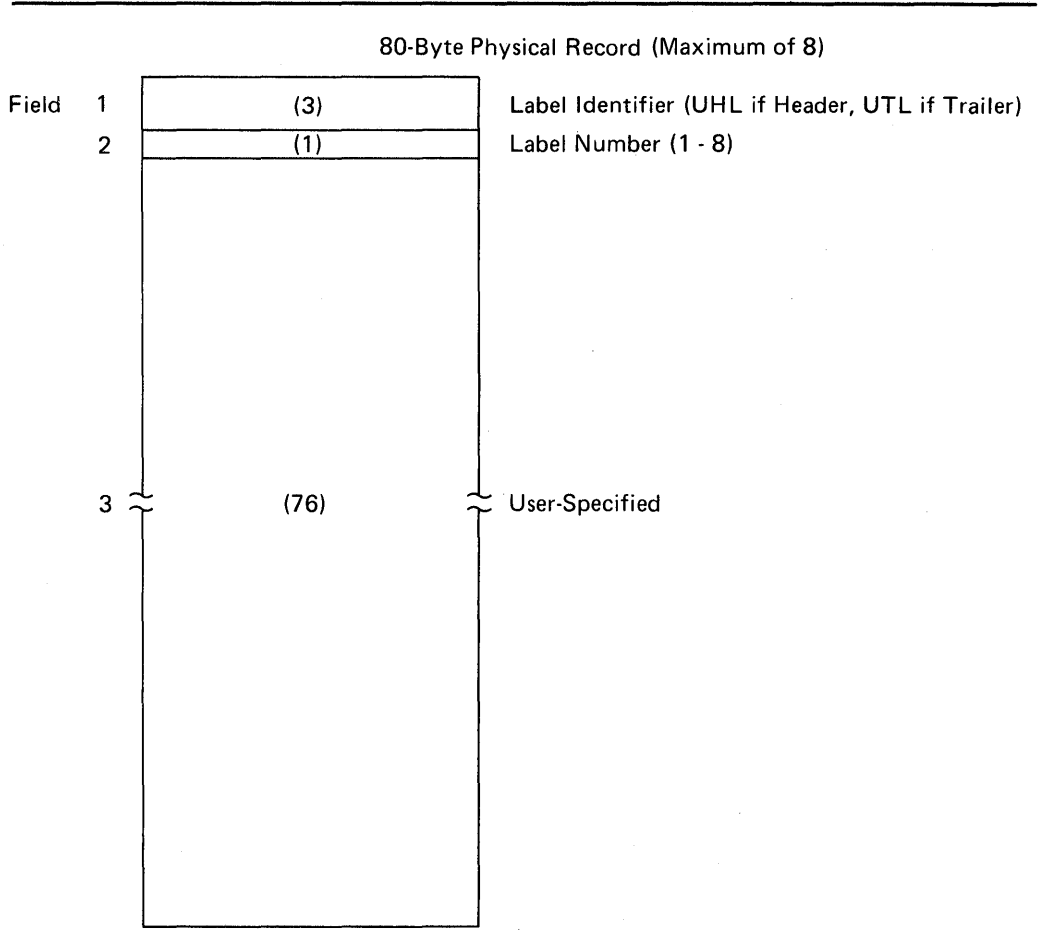 80-Byte Physical Record (Maximum of 8)
Field 1 (3) Label Identifier (UHL if Header, UTL if Trailer)
2 (1) Label Number (1 - 8)
3 (76) User-Specified